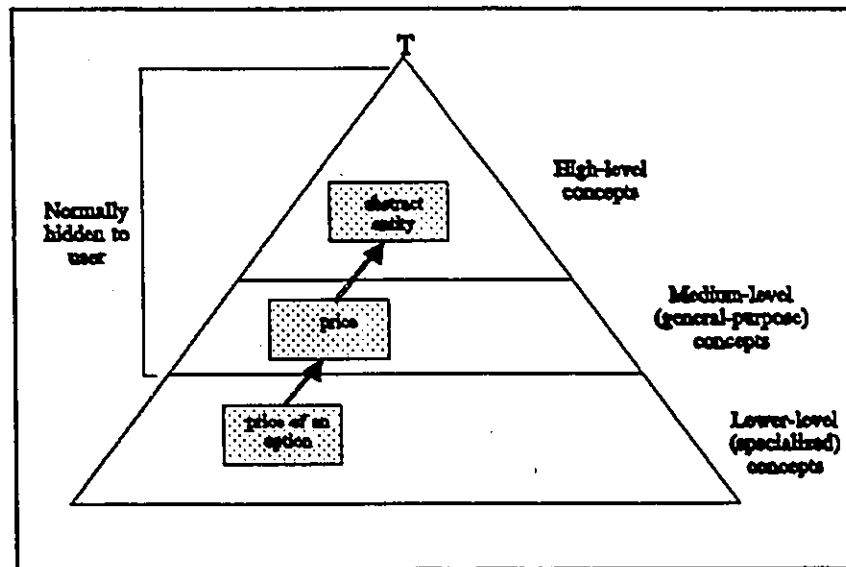 T
High-level
concepts
Normally
hidden to
user
abstract
entity
Medium-level
(general-purpose)
concepts
price
price of an
option
Lower-level
(specialized)
concepts